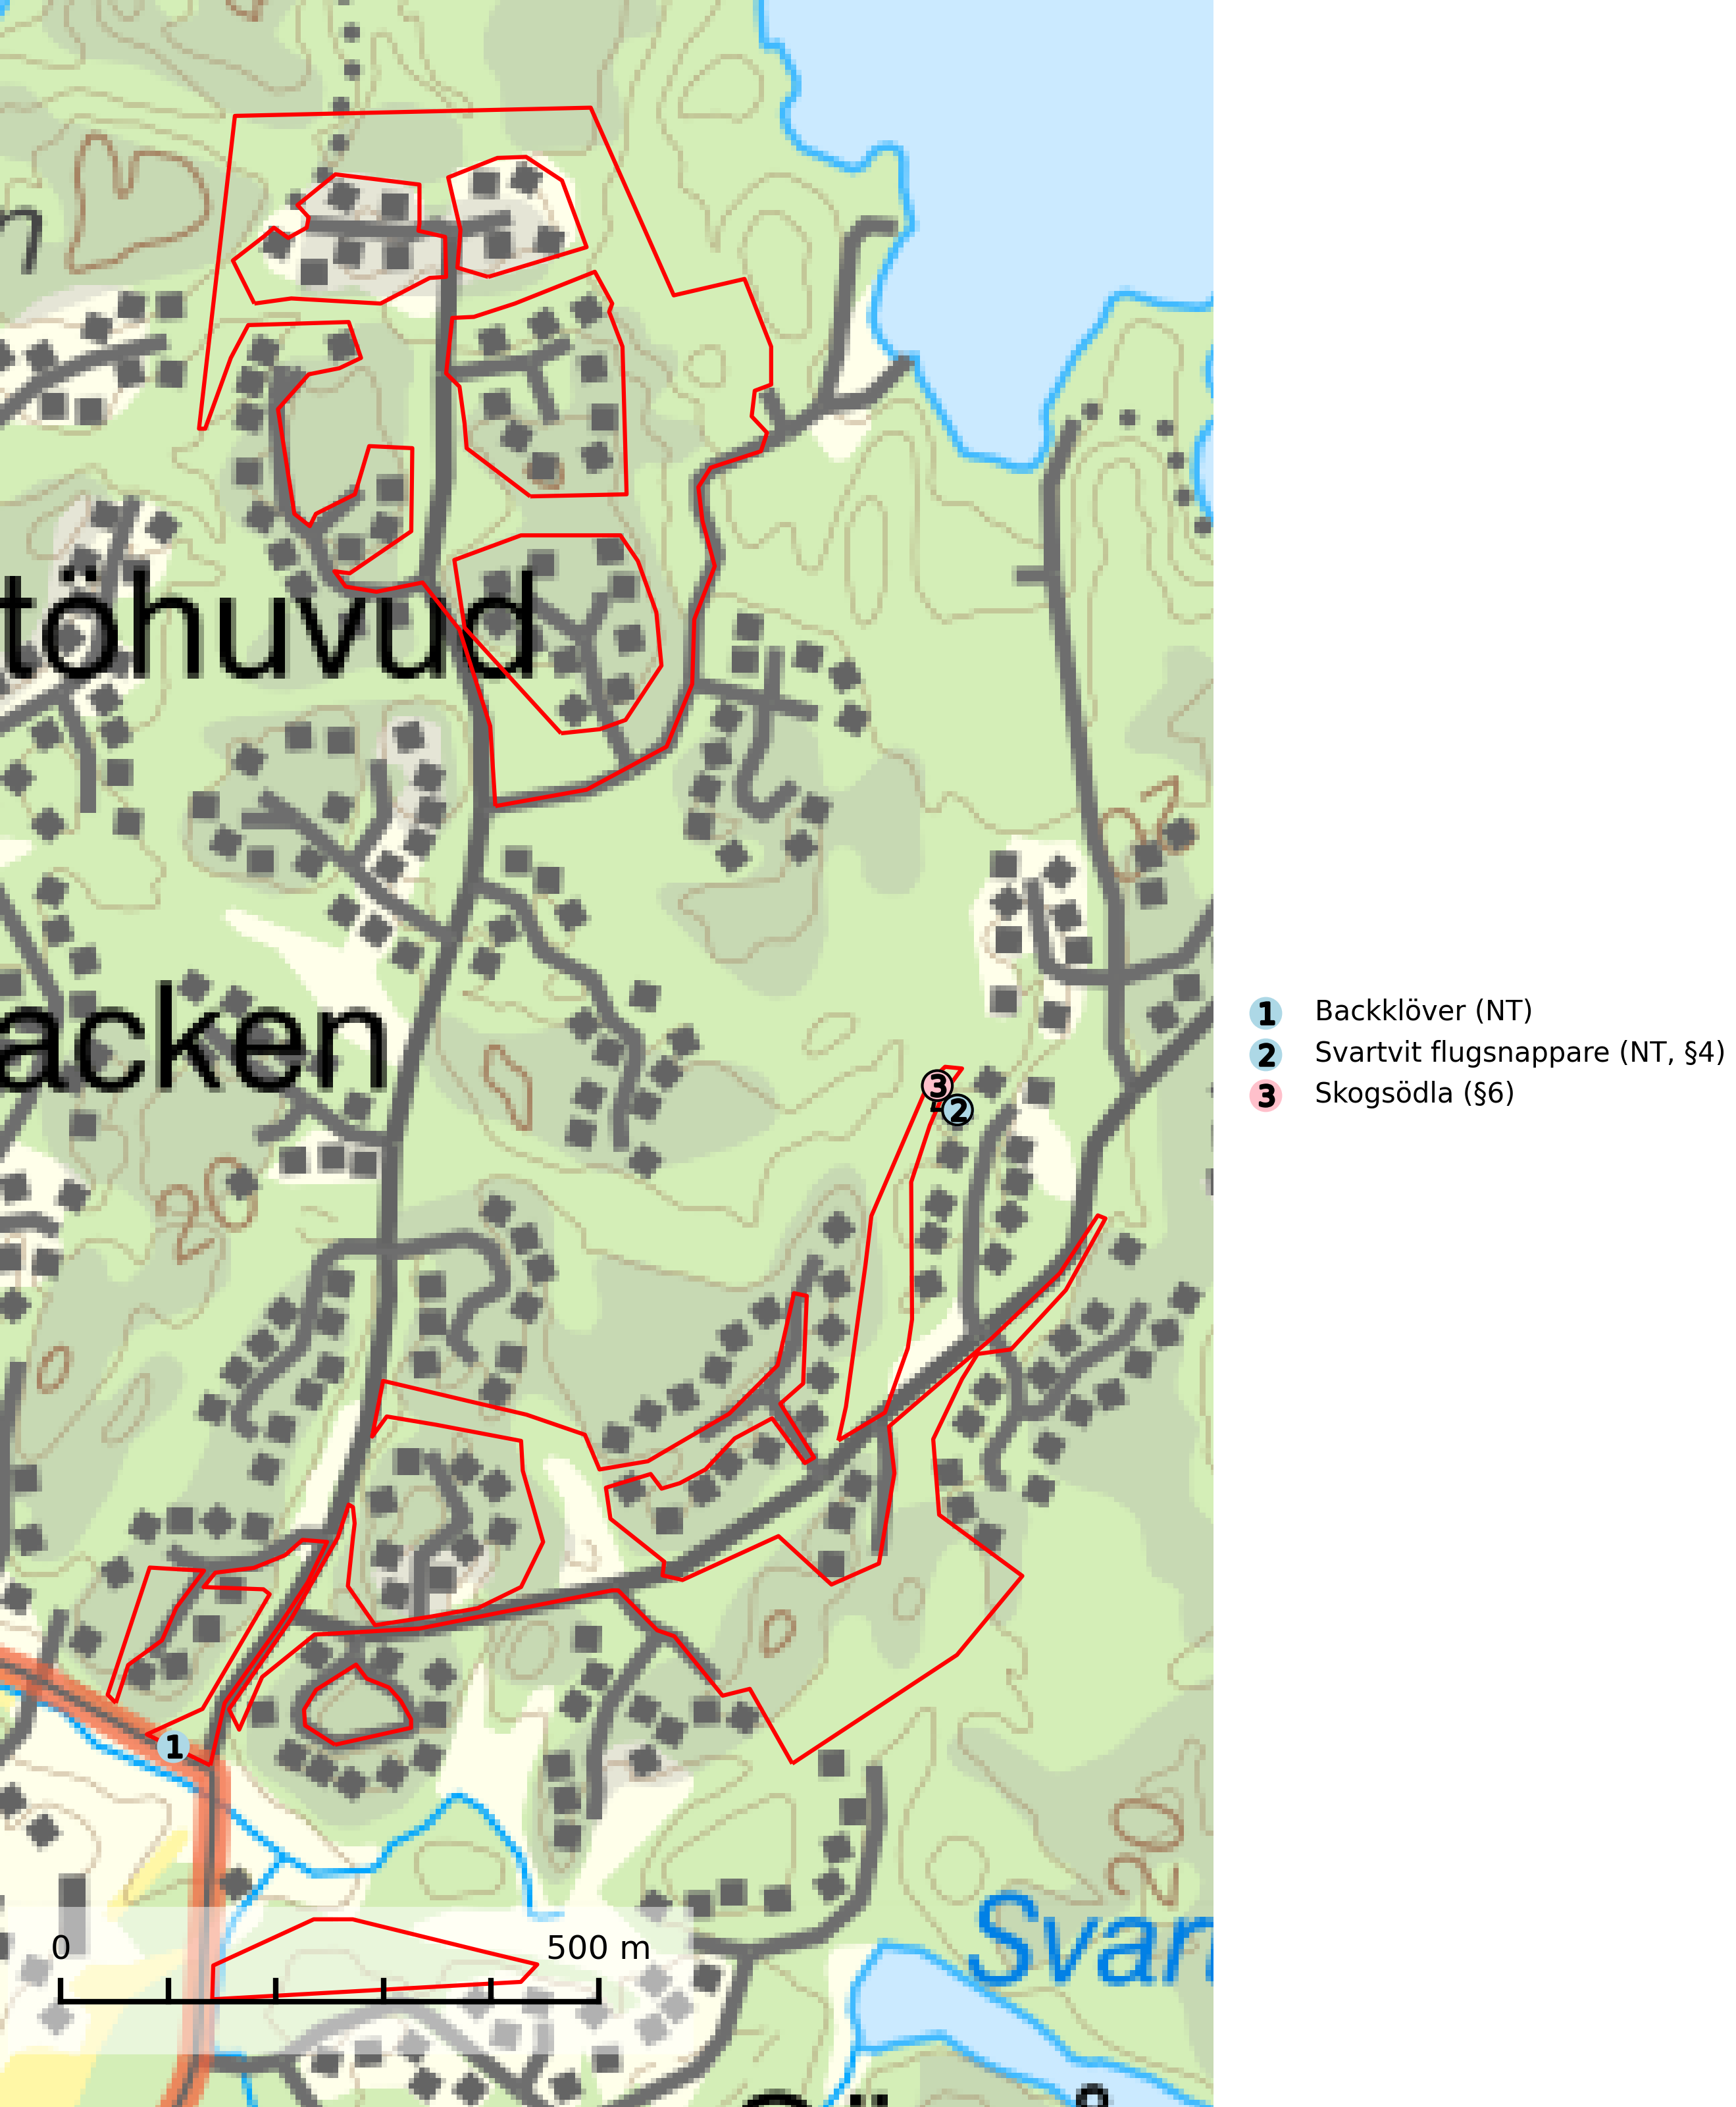 n
töhuvud
acken
20
20
0
20
Svar
0 500 m
1
2
3
1 Backklöver (NT)
2 Svartvit flugsnappare (NT, §4)
3 Skogsödla (§6)